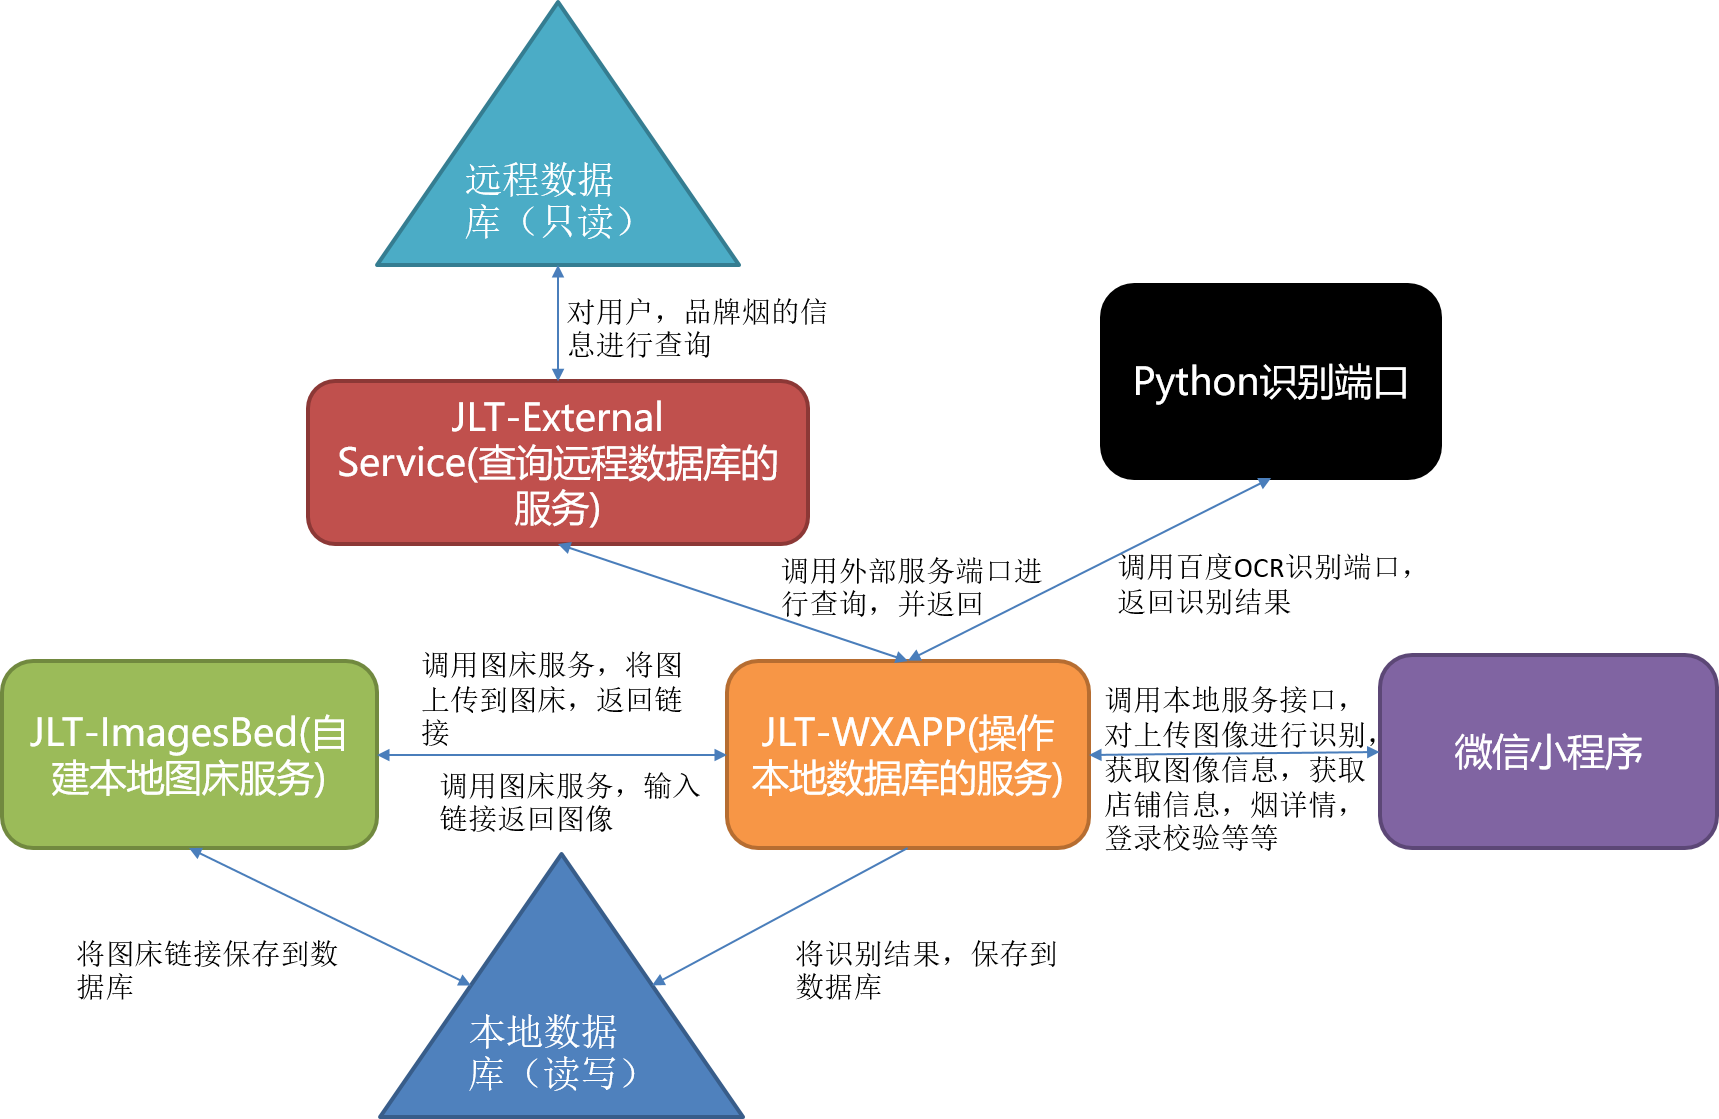 远程数据
库（只读）
对用户，品牌烟的信
息进行查询
JLT-External
Service(查询远程数据库的
服务)
Python识别端口
调用外部服务端口进
行查询，并返回
调用百度OCR识别端口，
返回识别结果
调用图床服务，将图
上传到图床，返回链
接
JLT-ImagesBed(自
建本地图床服务)
调用图床服务，输入
链接返回图像
JLT-WXAPP(操作
本地数据库的服务)
调用本地服务接口，
对上传图像进行识别，
获取图像信息，获取
店铺信息，烟详情，
登录校验等等
微信小程序
将图床链接保存到数
据库
将识别结果，保存到
数据库
本地数据
库（读写）